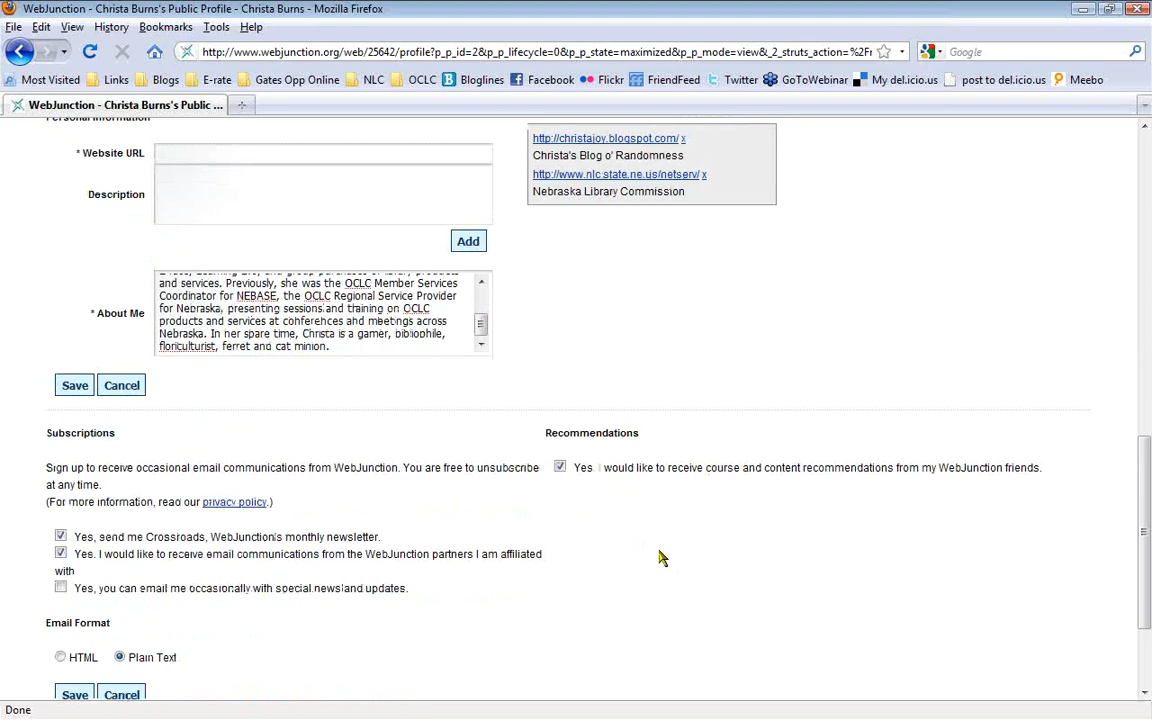 WebJunction - Christa Burns's Public Profile - Christa Burns - Mozilla Firefox
File Edit View History Bookmarks Tools Help
http://www.webjunction.org/web/25642/profile?p_p_id=2&p_p_lifecycle=0&p_p_state=maximized&p_p_mode=view&_2_struts_action=%2Fr
Google
Most Visited Links Blogs E-rate Gates Opp Online NLC OCLC Bloglines Facebook Flickr FriendFeed Twitter GoToWebinar My del.icio.us post to del.icio.us Meebo
WebJunction - Christa Burns's Public ...
Personal Information
* Website URL
Description
Add
http://christajoy.blogspot.com/ x
Christa's Blog o' Randomness
http://www.nlc.state.ne.us/netserv/ x
Nebraska Library Commission
* About Me
and group purchases of library products
and services. Previously, she was the OCLC Member Services
Coordinator for NEBASE, the OCLC Regional Service Provider
for Nebraska, presenting sessions and training on OCLC
products and services at conferences and meetings across
Nebraska. In her spare time, Christa is a gamer, bibliophile,
floriculturist, ferret and cat minion.
Save Cancel
Subscriptions
Sign up to receive occasional email communications from WebJunction. You are free to unsubscribe
at any time.
(For more information, read our privacy policy.)
Yes, send me Crossroads, WebJunction's monthly newsletter.
Yes. I would like to receive email communications from the WebJunction partners I am affiliated
with
Yes, you can email me occasionally with special news and updates.
Recommendations
Yes. I would like to receive course and content recommendations from my WebJunction friends.
Email Format
HTML Plain Text
Save Cancel
Done